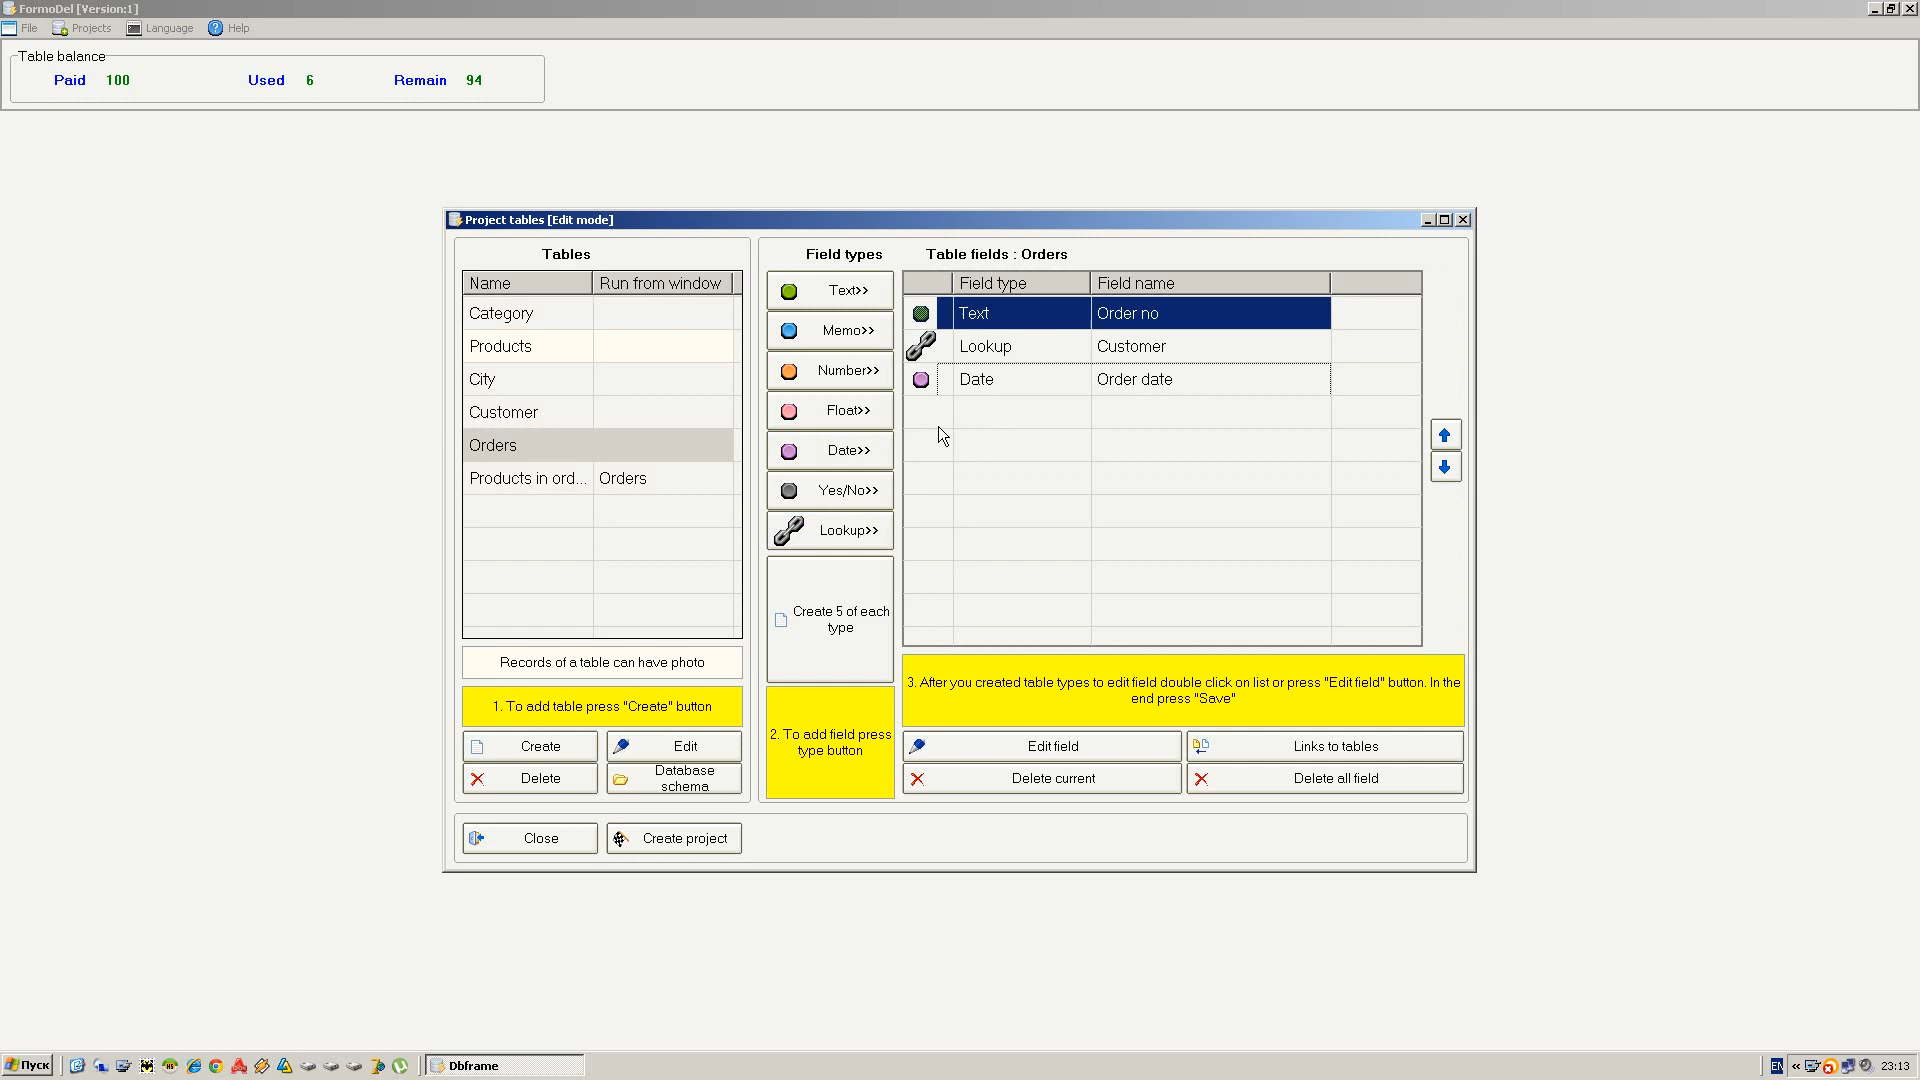 FormoDel [Version:1]
File Projects Language Help
Table balance
Paid 100 Used 6 Remain 94
Project tables [Edit mode]
Tables
Name Run from window
Category
Products
City
Customer
Orders
Products in ord... Orders
Records of a table can have photo
1. To add table press "Create" button
Create Edit
Delete Database
schema
Field types
Text>>
Memo>>
Number>>
Float>>
Date>>
Yes/No>>
Lookup>>
Create 5 of each
type
2. To add field press
type button
Table fields : Orders
Field type Field name
Text Order no
Lookup Customer
Date Order date
3. After you created table types to edit field double click on list or press "Edit field" button. In the
end press "Save"
Edit field Links to tables
Delete current Delete all field
Close Create project
Пуск Dbframe EN « 23:13